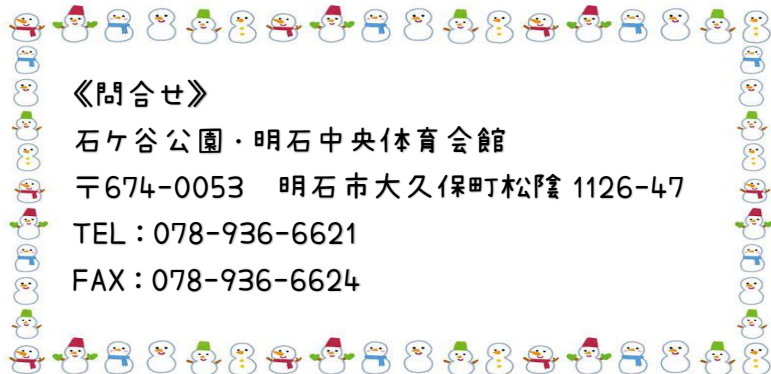 《問合せ》
石ケ谷公園・明石中央体育会館
〒674-0053　明石市大久保町松陰 1126-47
TEL：078-936-6621
FAX：078-936-6624